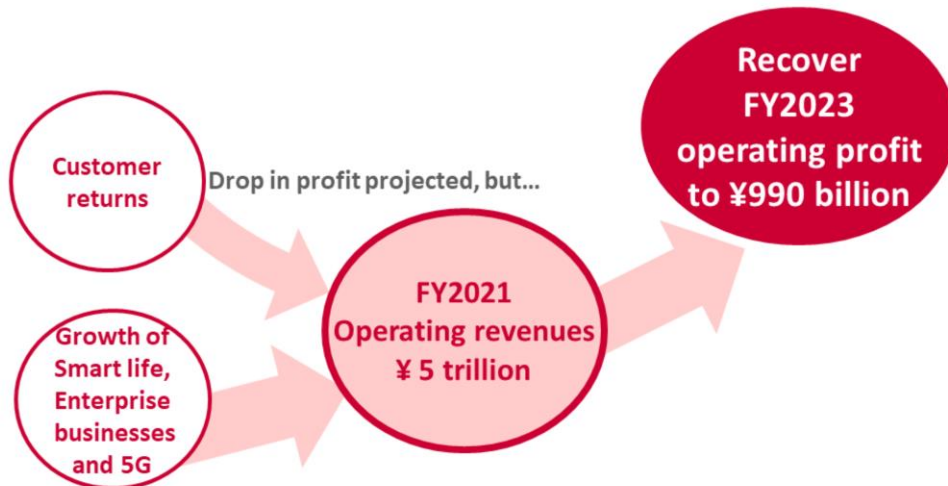 Customer
returns
Drop in profit projected, but...
Growth of
Smart life,
Enterprise
businesses
and 5G
FY2021
Operating revenues
¥ 5 trillion
Recover
FY2023
operating profit
to ¥990 billion